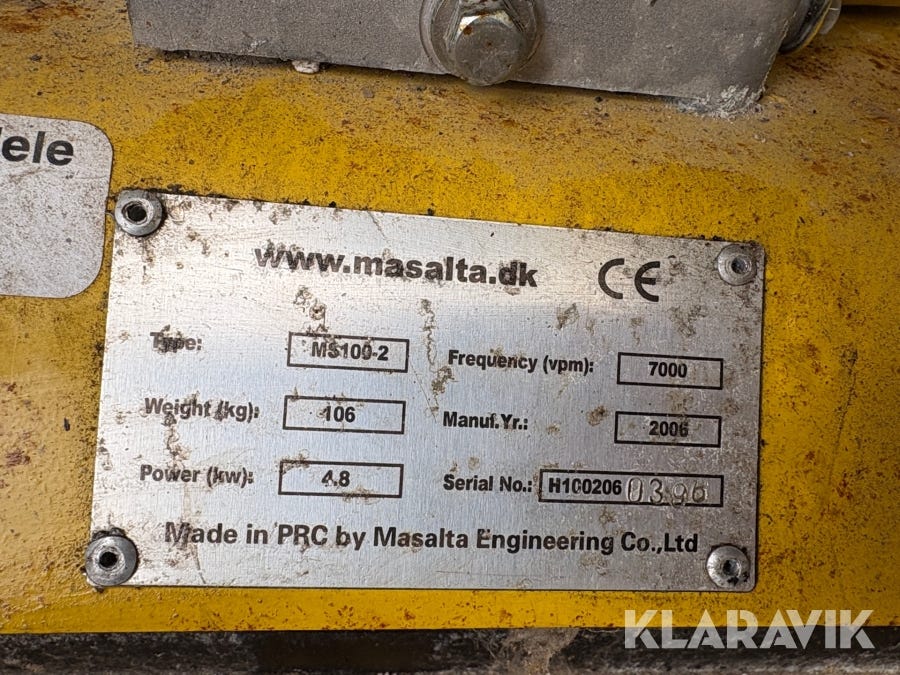 ele
www.masalta.dk CE
Type: MS100-2 Frequency (vpm): 7000
Weight (kg): 106 Manuf.Yr.: 2006
Power (kw): 4.8 Serial No.: H100206 0396
Made in PRC by Masalta Engineering Co.,Ltd
KLARAVIK